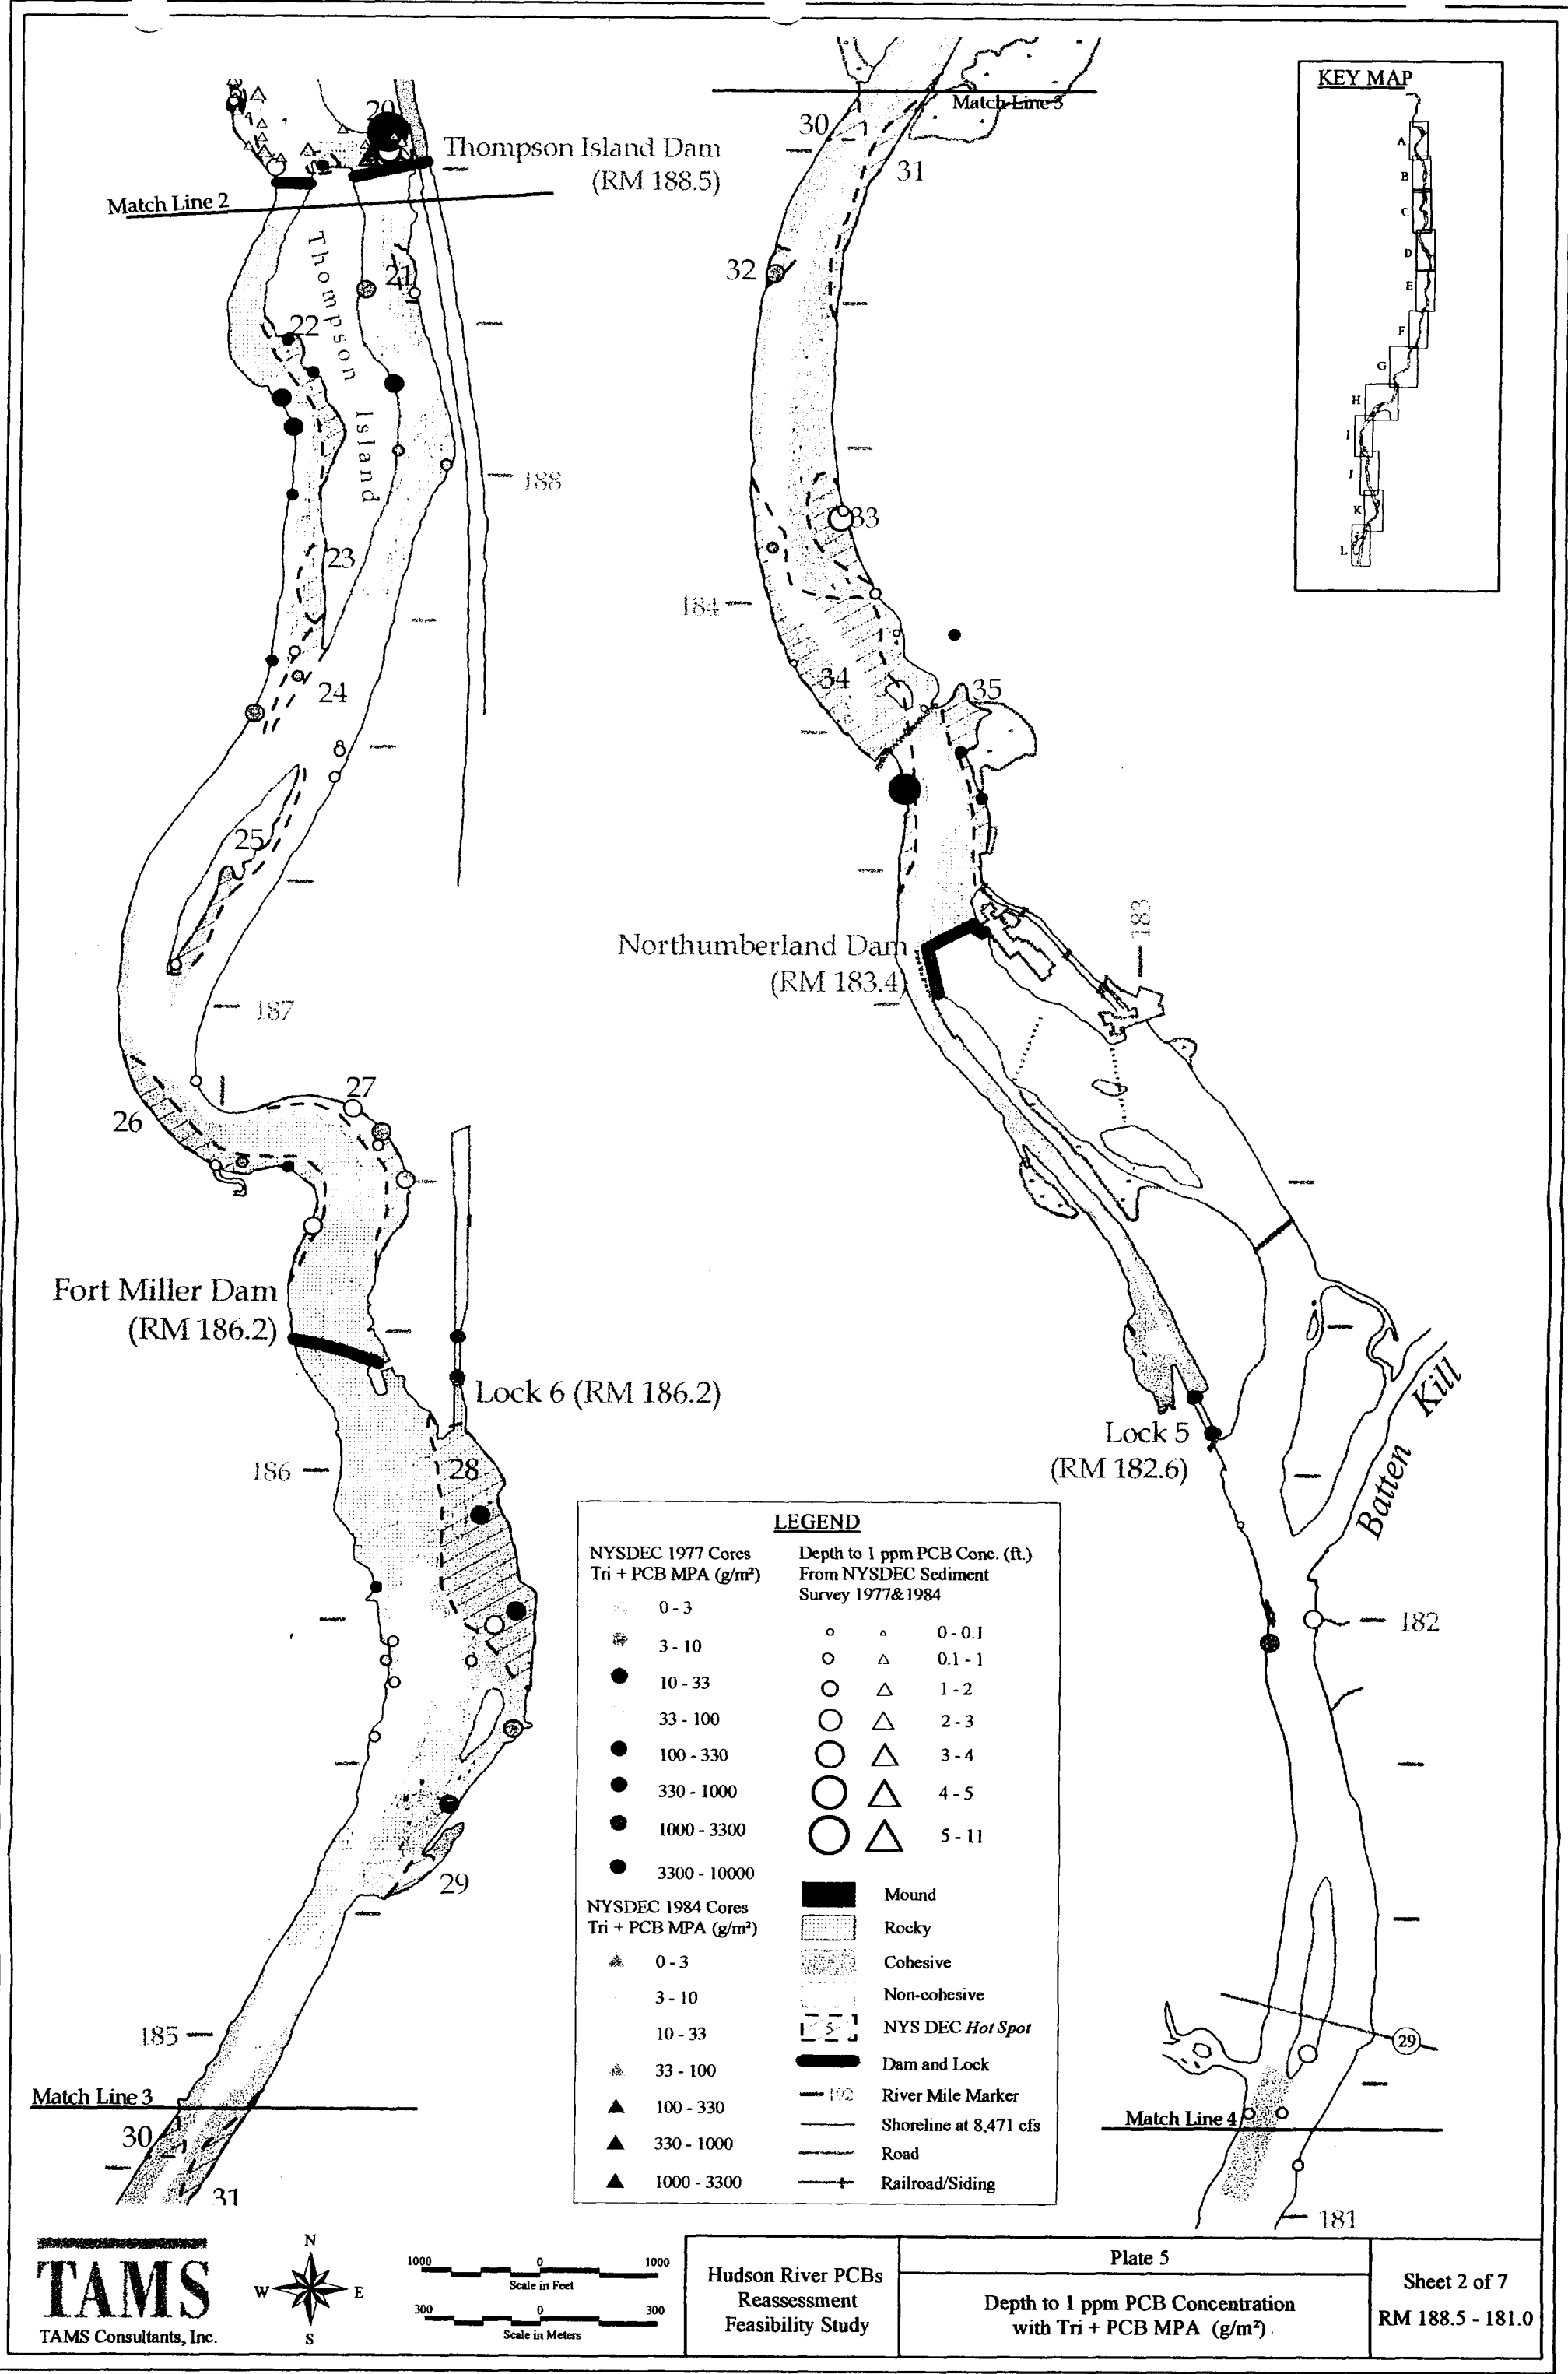 20
Thompson Island Dam
(RM 188.5)
Match Line 2
Thompson Island
21
22
188
23
24
8
25
187
26
27
Fort Miller Dam
(RM 186.2)
Lock 6 (RM 186.2)
186
28
29
185
Match Line 3
30
31
Match Line 3
30
31
32
33
184
34
35
Northumberland Dam
(RM 183.4)
183
Lock 5
(RM 182.6)
Batten Kill
182
29
Match Line 4
181
KEY MAP
A
B
C
D
E
F
G
H
I
J
K
L
LEGEND
NYSDEC 1977 Cores
Tri + PCB MPA (g/m²)
0 - 3
3 - 10
10 - 33
33 - 100
100 - 330
330 - 1000
1000 - 3300
3300 - 10000
NYSDEC 1984 Cores
Tri + PCB MPA (g/m²)
0 - 3
3 - 10
10 - 33
33 - 100
100 - 330
330 - 1000
1000 - 3300
Depth to 1 ppm PCB Conc. (ft.)
From NYSDEC Sediment
Survey 1977&1984
0 - 0.1
0.1 - 1
1 - 2
2 - 3
3 - 4
4 - 5
5 - 11
Mound
Rocky
Cohesive
Non-cohesive
5 NYS DEC Hot Spot
Dam and Lock
192 River Mile Marker
Shoreline at 8,471 cfs
Road
Railroad/Siding
TAMS
TAMS Consultants, Inc.
N
W E
S
1000 0 1000
Scale in Feet
300 0 300
Scale in Meters
Hudson River PCBs
Reassessment
Feasibility Study
Plate 5
Depth to 1 ppm PCB Concentration
with Tri + PCB MPA (g/m²)
Sheet 2 of 7
RM 188.5 - 181.0